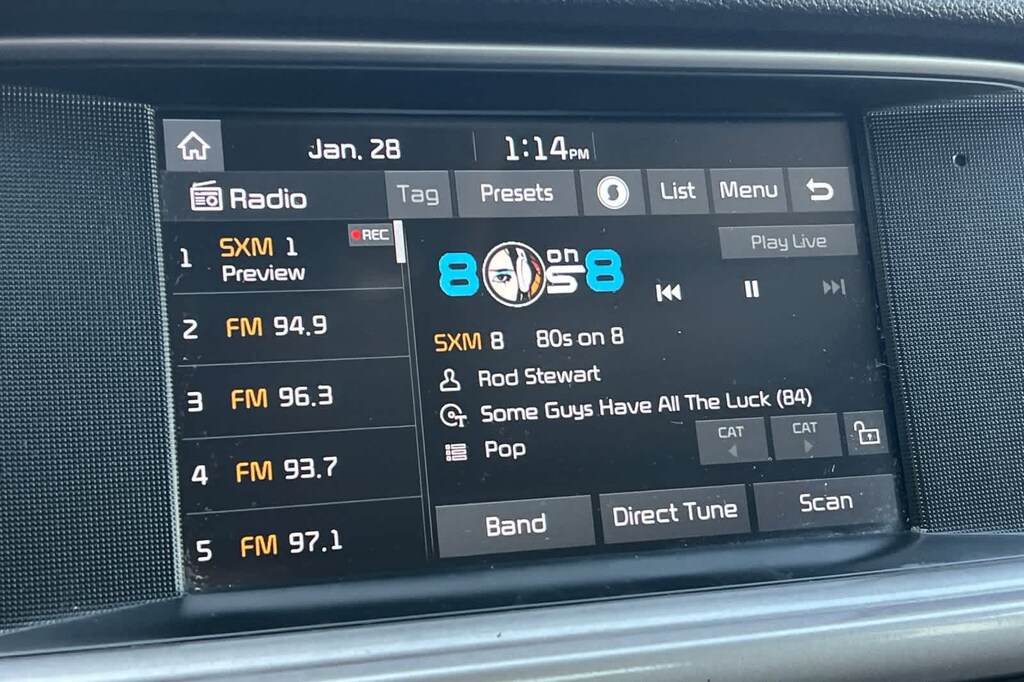 Jan. 28 1:14PM
Radio Tag Presets List Menu
1 SXM 1 REC
Preview
2 FM 94.9
3 FM 96.3
4 FM 93.7
5 FM 97.1
80s on 8
Play Live
SXM 8 80s on 8
Rod Stewart
Some Guys Have All The Luck (84)
Pop
CAT CAT
Band Direct Tune Scan